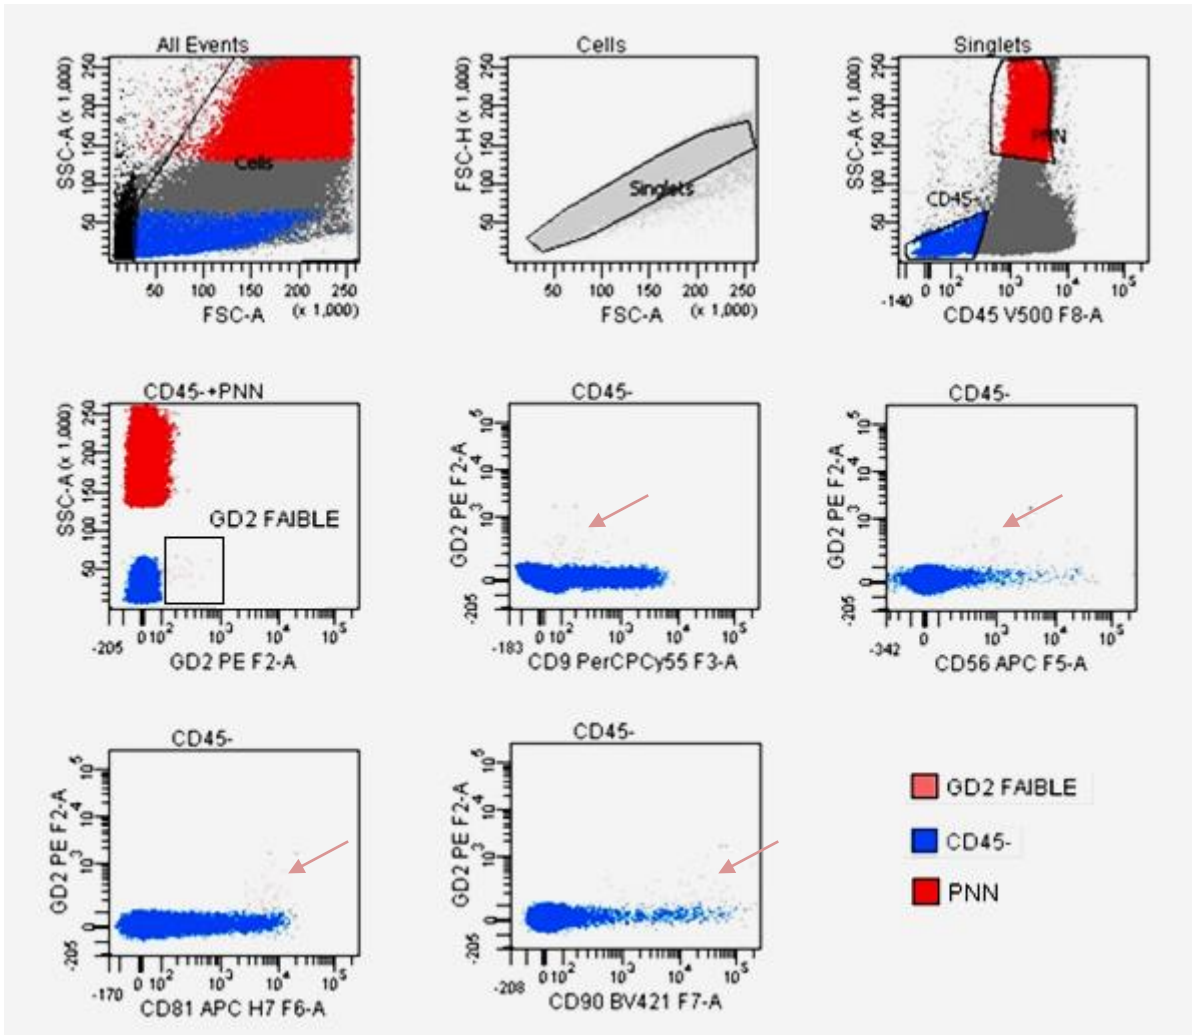 All Events
SSC-A (x 1,000)
250
200
150
100
50
50 100 150 200 250
(x 1,000)
FSC-A
Cells
Cells
FSC-H (x 1,000)
250
200
150
100
50
50 100 150 200 250
(x 1,000)
FSC-A
Singlets
Singlets
SSC-A (x 1,000)
250
200
150
100
50
PNN
CD45-
-140 0 10² 10³ 10⁴ 10⁵
CD45 V500 F8-A
CD45-+PNN
SSC-A (x 1,000)
250
200
150
100
50
GD2 FAIBLE
-205 0 10² 10³ 10⁴ 10⁵
GD2 PE F2-A
CD45-
GD2 PE F2-A
10⁵
10⁴
10³
0
-205
-183 0 10² 10³ 10⁴ 10⁵
CD9 PerCPCy55 F3-A
CD45-
GD2 PE F2-A
10⁵
10⁴
10³
0
-205
-342 0 10³ 10⁴ 10⁵
CD56 APC F5-A
CD45-
GD2 PE F2-A
10⁵
10⁴
10³
0
-205
-170 0 10² 10³ 10⁴ 10⁵
CD81 APC H7 F6-A
CD45-
GD2 PE F2-A
10⁵
10⁴
10³
0
-205
-208 0 10² 10³ 10⁴ 10⁵
CD90 BV421 F7-A
GD2 FAIBLE
CD45-
PNN